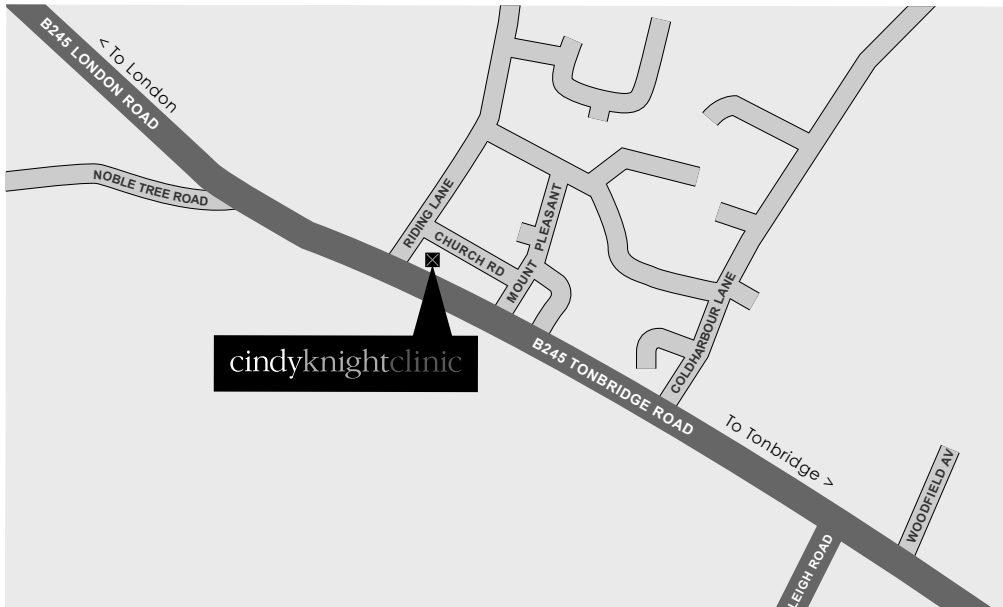 B245 LONDON ROAD
< To London
NOBLE TREE ROAD
RIDING LANE
CHURCH RD
MOUNT PLEASANT
cindyknightclinic
B245 TONBRIDGE ROAD
COLDHARBOUR LANE
To Tonbridge >
WOODFIELD AV
LEIGH ROAD